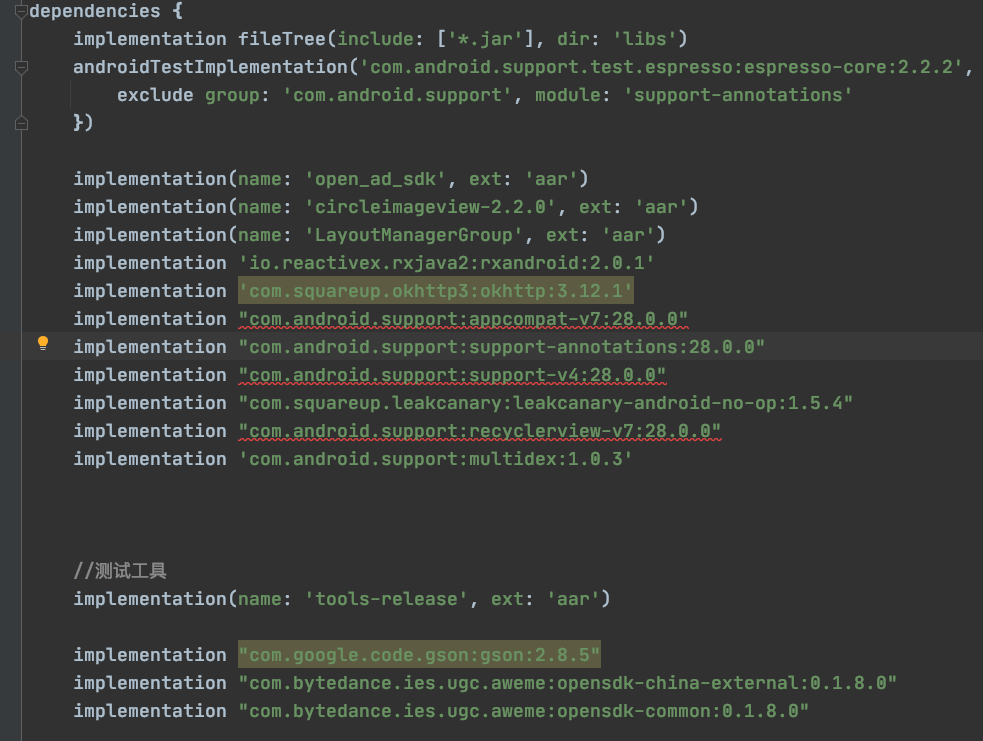 dependencies {
    implementation fileTree(include: ['*.jar'], dir: 'libs')
    androidTestImplementation('com.android.support.test.espresso:espresso-core:2.2.2',
        exclude group: 'com.android.support', module: 'support-annotations'
    })
    implementation(name: 'open_ad_sdk', ext: 'aar')
    implementation(name: 'circleimageview-2.2.0', ext: 'aar')
    implementation(name: 'LayoutManagerGroup', ext: 'aar')
    implementation 'io.reactivex.rxjava2:rxandroid:2.0.1'
    implementation 'com.squareup.okhttp3:okhttp:3.12.1'
    implementation "com.android.support:appcompat-v7:28.0.0"
    implementation "com.android.support:support-annotations:28.0.0"
    implementation "com.android.support:support-v4:28.0.0"
    implementation "com.squareup.leakcanary:leakcanary-android-no-op:1.5.4"
    implementation "com.android.support:recyclerview-v7:28.0.0"
    implementation 'com.android.support:multidex:1.0.3'
    //测试工具
    implementation(name: 'tools-release', ext: 'aar')
    implementation "com.google.code.gson:gson:2.8.5"
    implementation "com.bytedance.ies.ugc.aweme:opensdk-china-external:0.1.8.0"
    implementation "com.bytedance.ies.ugc.aweme:opensdk-common:0.1.8.0"